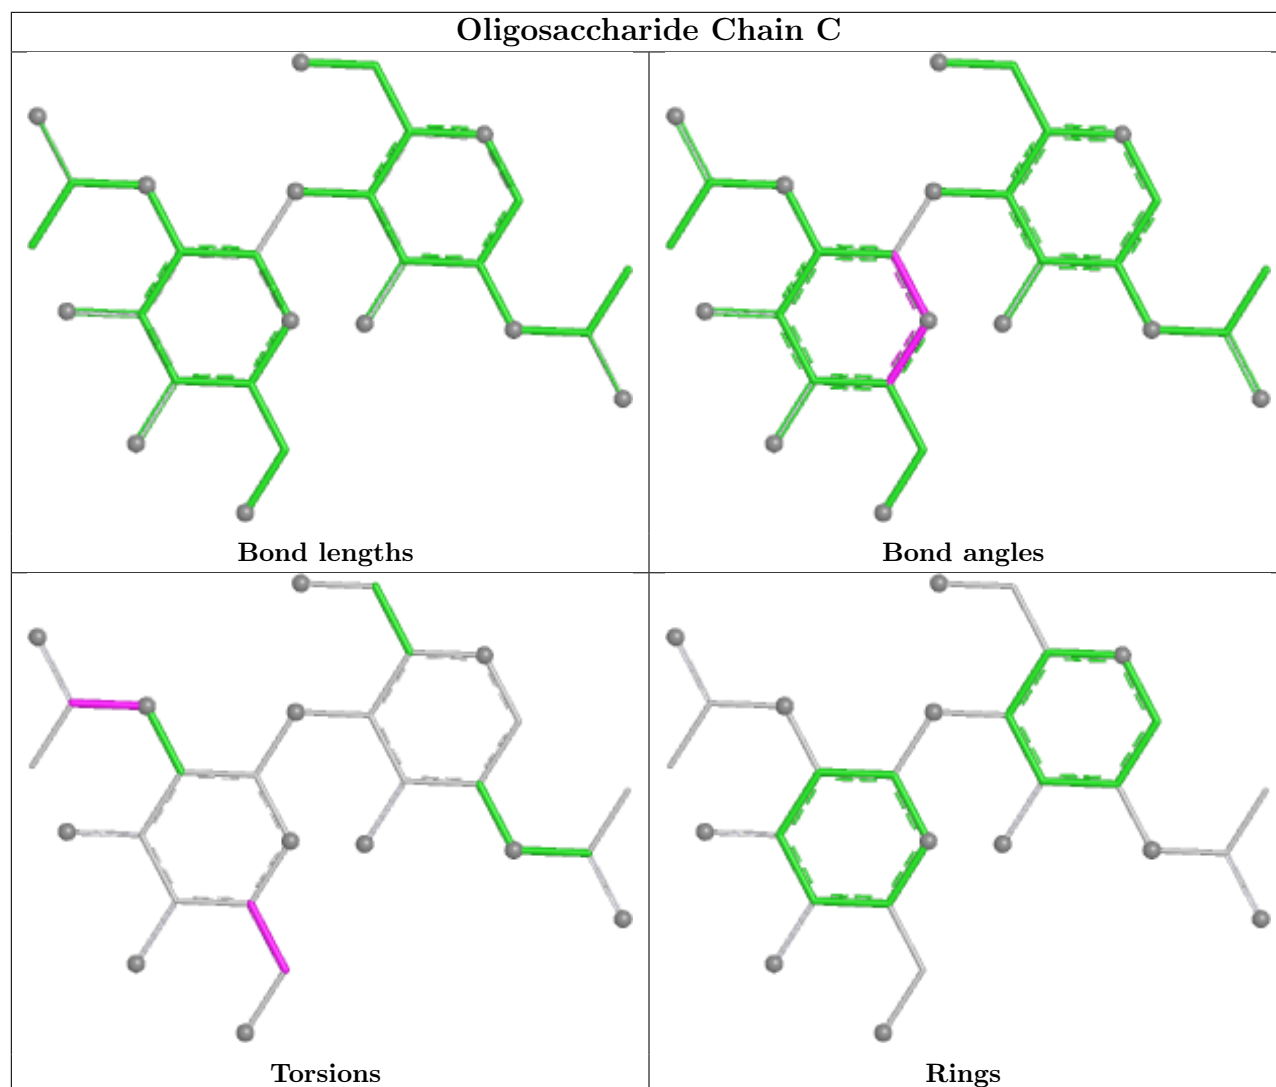 Oligosaccharide Chain C
Bond lengths
Bond angles
Torsions
Rings